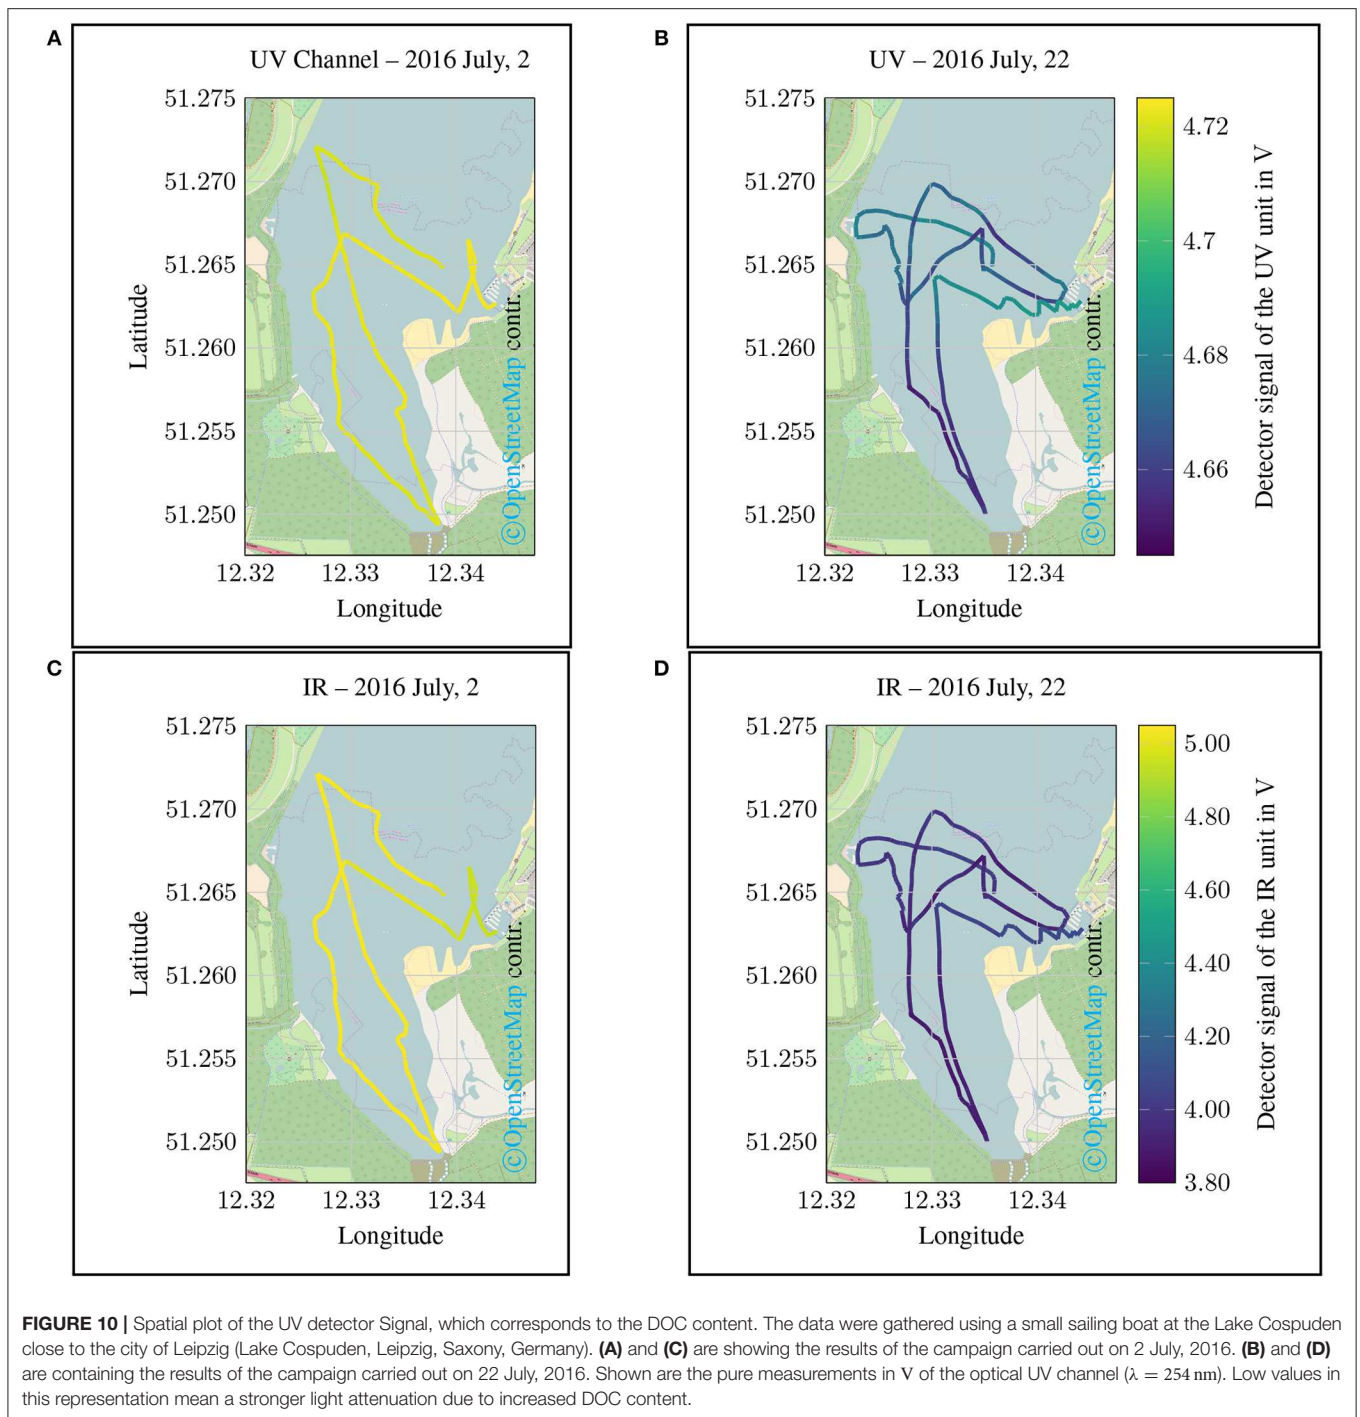 A
UV Channel – 2016 July, 2
51.275
51.270
51.265
51.260
51.255
51.250
Latitude
12.32 12.33 12.34
Longitude
©OpenStreetMap contr.
B
UV – 2016 July, 22
51.275
51.270
51.265
51.260
51.255
51.250
12.32 12.33 12.34
Longitude
©OpenStreetMap contr.
4.72
4.7
4.68
4.66
Detector signal of the UV unit in V
C
IR – 2016 July, 2
51.275
51.270
51.265
51.260
51.255
51.250
Latitude
12.32 12.33 12.34
Longitude
©OpenStreetMap contr.
D
IR – 2016 July, 22
51.275
51.270
51.265
51.260
51.255
51.250
12.32 12.33 12.34
Longitude
©OpenStreetMap contr.
5.00
4.80
4.60
4.40
4.20
4.00
3.80
Detector signal of the IR unit in V
FIGURE 10 | Spatial plot of the UV detector Signal, which corresponds to the DOC content. The data were gathered using a small sailing boat at the Lake Cospuden
close to the city of Leipzig (Lake Cospuden, Leipzig, Saxony, Germany). (A) and (C) are showing the results of the campaign carried out on 2 July, 2016. (B) and (D)
are containing the results of the campaign carried out on 22 July, 2016. Shown are the pure measurements in V of the optical UV channel (λ = 254 nm). Low values in
this representation mean a stronger light attenuation due to increased DOC content.